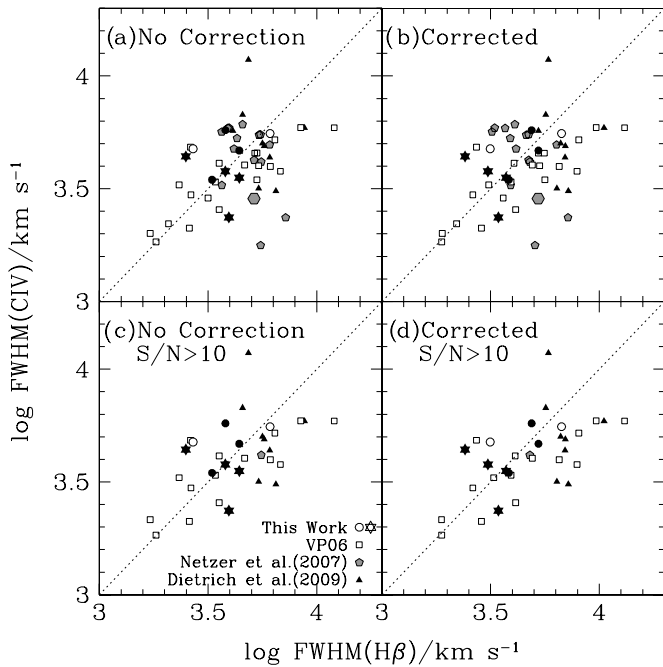 (a)No Correction
(b)Corrected
4
3.5
3
log FWHM(CIV)/km s⁻¹
(c)No Correction
S/N>10
(d)Corrected
S/N>10
4
3.5
3
This Work
VP06
Netzer et al.(2007)
Dietrich et al.(2009)
3
3.5
4
3
3.5
4
log FWHM(Hβ)/km s⁻¹